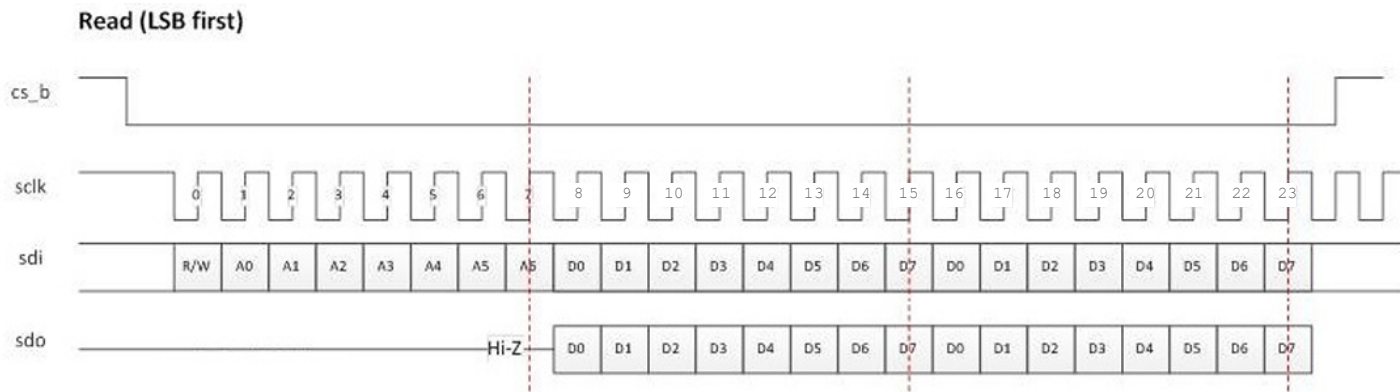 Read (LSB first)
cs_b
sclk 0 1 2 3 4 5 6 7 8 9 10 11 12 13 14 15 16 17 18 19 20 21 22 23
sdi R/W A0 A1 A2 A3 A4 A5 A6 D0 D1 D2 D3 D4 D5 D6 D7 D0 D1 D2 D3 D4 D5 D6 D7
sdo Hi-Z D0 D1 D2 D3 D4 D5 D6 D7 D0 D1 D2 D3 D4 D5 D6 D7